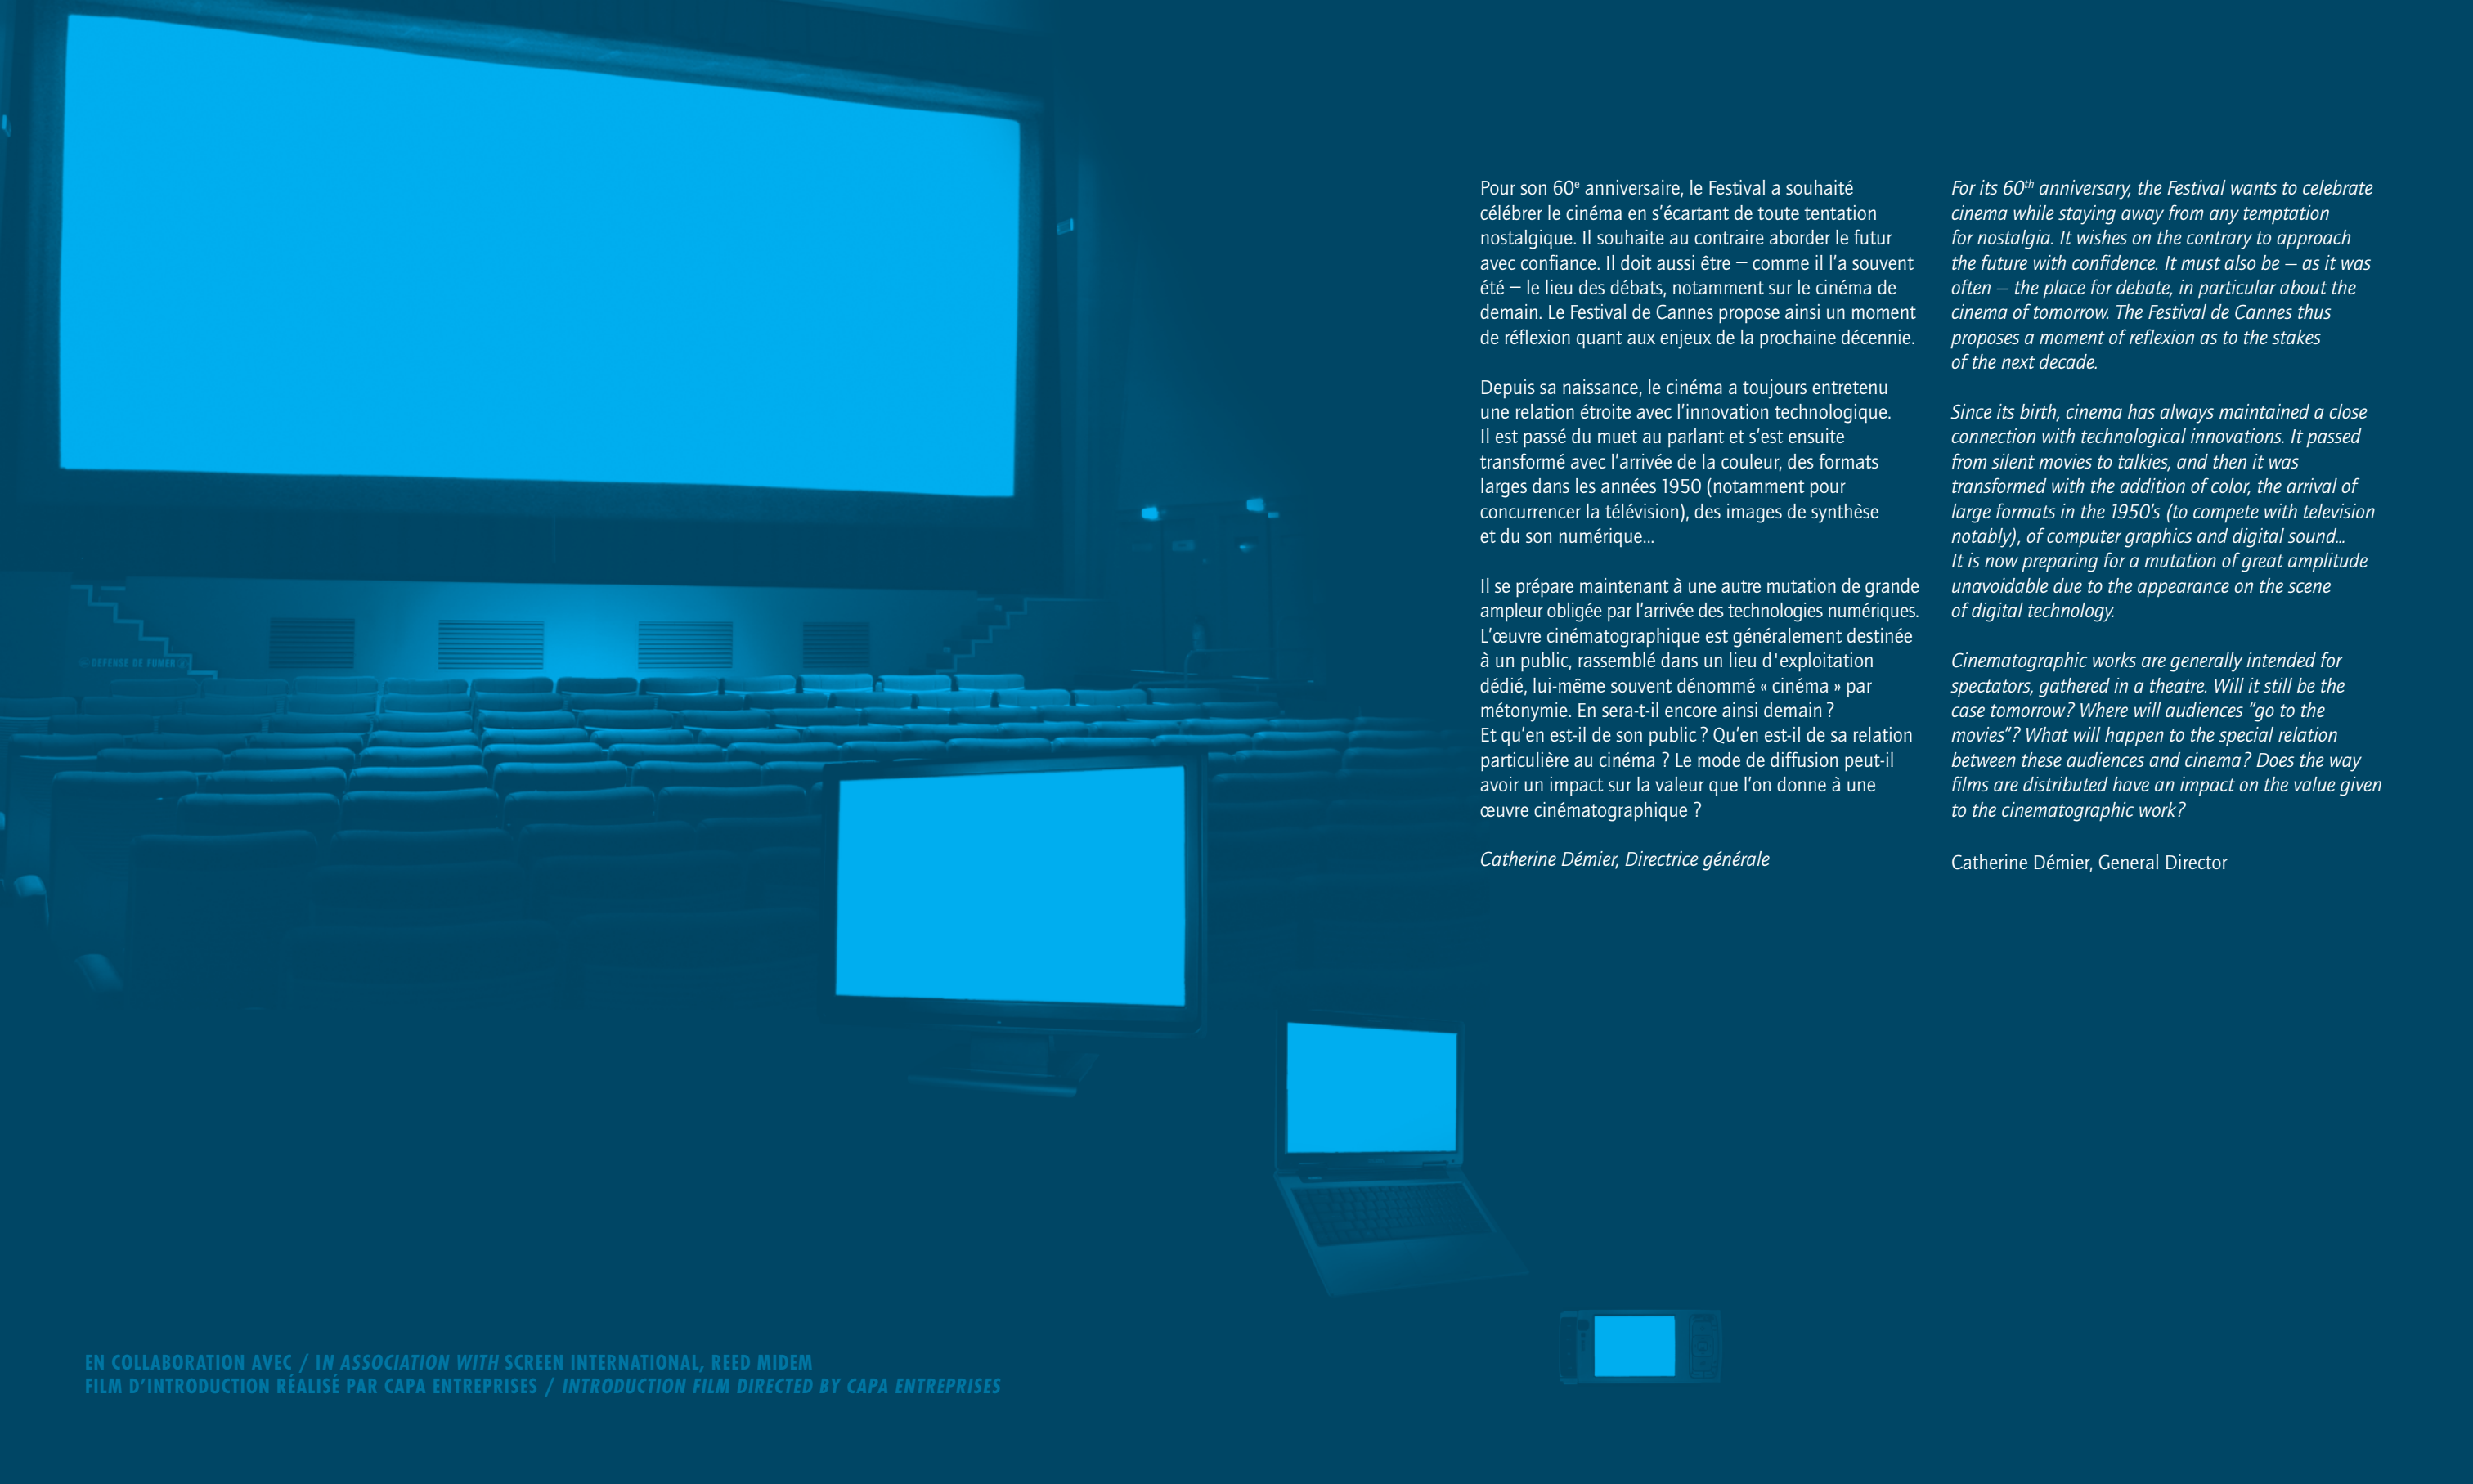 DEFENSE DE FUMER
Pour son 60e anniversaire, le Festival a souhaité
célébrer le cinéma en s'écartant de toute tentation
nostalgique. Il souhaite au contraire aborder le futur
avec confiance. Il doit aussi être – comme il l'a souvent
été – le lieu des débats, notamment sur le cinéma de
demain. Le Festival de Cannes propose ainsi un moment
de réflexion quant aux enjeux de la prochaine décennie.
Depuis sa naissance, le cinéma a toujours entretenu
une relation étroite avec l'innovation technologique.
Il est passé du muet au parlant et s'est ensuite
transformé avec l'arrivée de la couleur, des formats
larges dans les années 1950 (notamment pour
concurrencer la télévision), des images de synthèse
et du son numérique...
Il se prépare maintenant à une autre mutation de grande
ampleur obligée par l'arrivée des technologies numériques.
L'œuvre cinématographique est généralement destinée
à un public, rassemblé dans un lieu d'exploitation
dédié, lui-même souvent dénommé « cinéma » par
métonymie. En sera-t-il encore ainsi demain ?
Et qu'en est-il de son public ? Qu'en est-il de sa relation
particulière au cinéma ? Le mode de diffusion peut-il
avoir un impact sur la valeur que l'on donne à une
œuvre cinématographique ?
Catherine Démier, Directrice générale
For its 60th anniversary, the Festival wants to celebrate
cinema while staying away from any temptation
for nostalgia. It wishes on the contrary to approach
the future with confidence. It must also be – as it was
often – the place for debate, in particular about the
cinema of tomorrow. The Festival de Cannes thus
proposes a moment of reflexion as to the stakes
of the next decade.
Since its birth, cinema has always maintained a close
connection with technological innovations. It passed
from silent movies to talkies, and then it was
transformed with the addition of color, the arrival of
large formats in the 1950's (to compete with television
notably), of computer graphics and digital sound...
It is now preparing for a mutation of great amplitude
unavoidable due to the appearance on the scene
of digital technology.
Cinematographic works are generally intended for
spectators, gathered in a theatre. Will it still be the
case tomorrow? Where will audiences "go to the
movies"? What will happen to the special relation
between these audiences and cinema? Does the way
films are distributed have an impact on the value given
to the cinematographic work?
Catherine Démier, General Director
EN COLLABORATION AVEC / IN ASSOCIATION WITH SCREEN INTERNATIONAL, REED MIDEM
FILM D'INTRODUCTION RÉALISÉ PAR CAPA ENTREPRISES / INTRODUCTION FILM DIRECTED BY CAPA ENTREPRISES